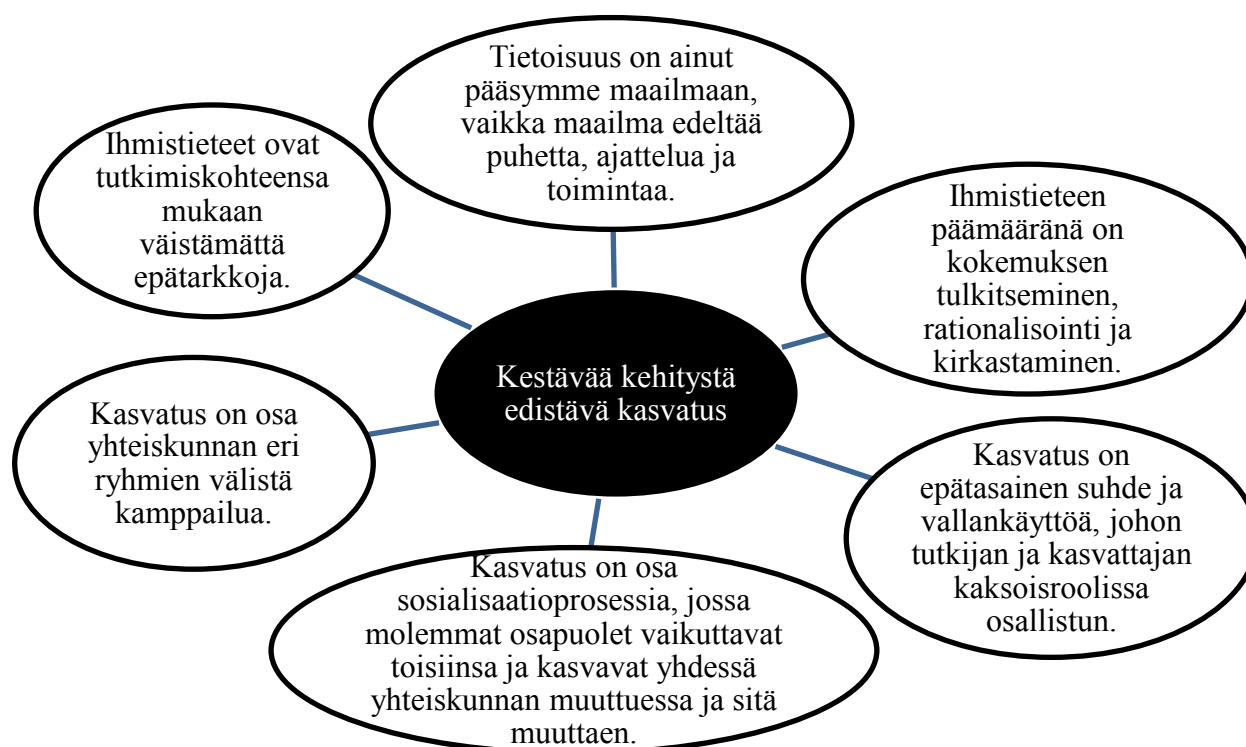 Tietoisuus on ainut
pääsymme maailmaan,
vaikka maailma edeltää
puhetta, ajattelua ja
toimintaa.
Ihmistieteet ovat
tutkimiskohteensa
mukaan
väistämättä
epätarkkoja.
Ihmistieteen
päämääränä on
kokemuksen
tulkitseminen,
rationalisointi ja
kirkastaminen.
Kestävää kehitystä
edistävä kasvatus
Kasvatus on osa
yhteiskunnan eri
ryhmien välistä
kamppailua.
Kasvatus on
epätasainen suhde ja
vallankäyttöä, johon
tutkijan ja kasvattajan
kaksoisroolissa
osallistun.
Kasvatus on osa
sosialisaatioprosessia, jossa
molemmat osapuolet vaikuttavat
toisiinsa ja kasvavat yhdessä
yhteiskunnan muuttuessa ja sitä
muuttaen.